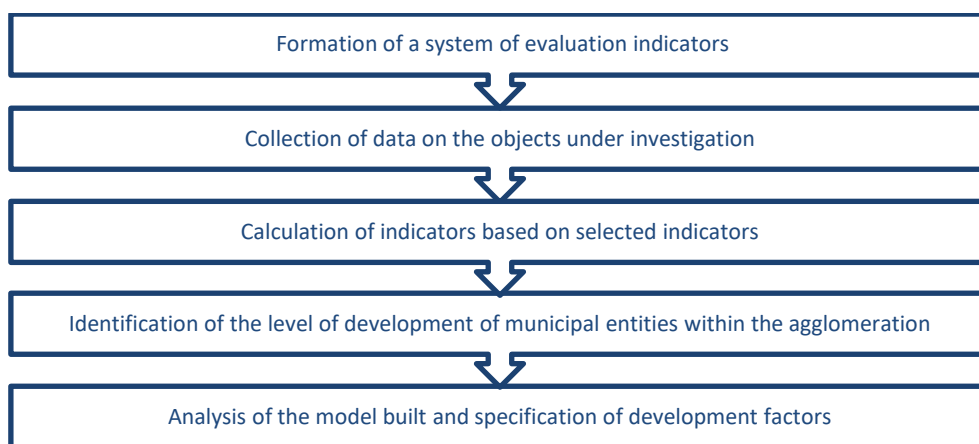 Formation of a system of evaluation indicators
Collection of data on the objects under investigation
Calculation of indicators based on selected indicators
Identification of the level of development of municipal entities within the agglomeration
Analysis of the model built and specification of development factors